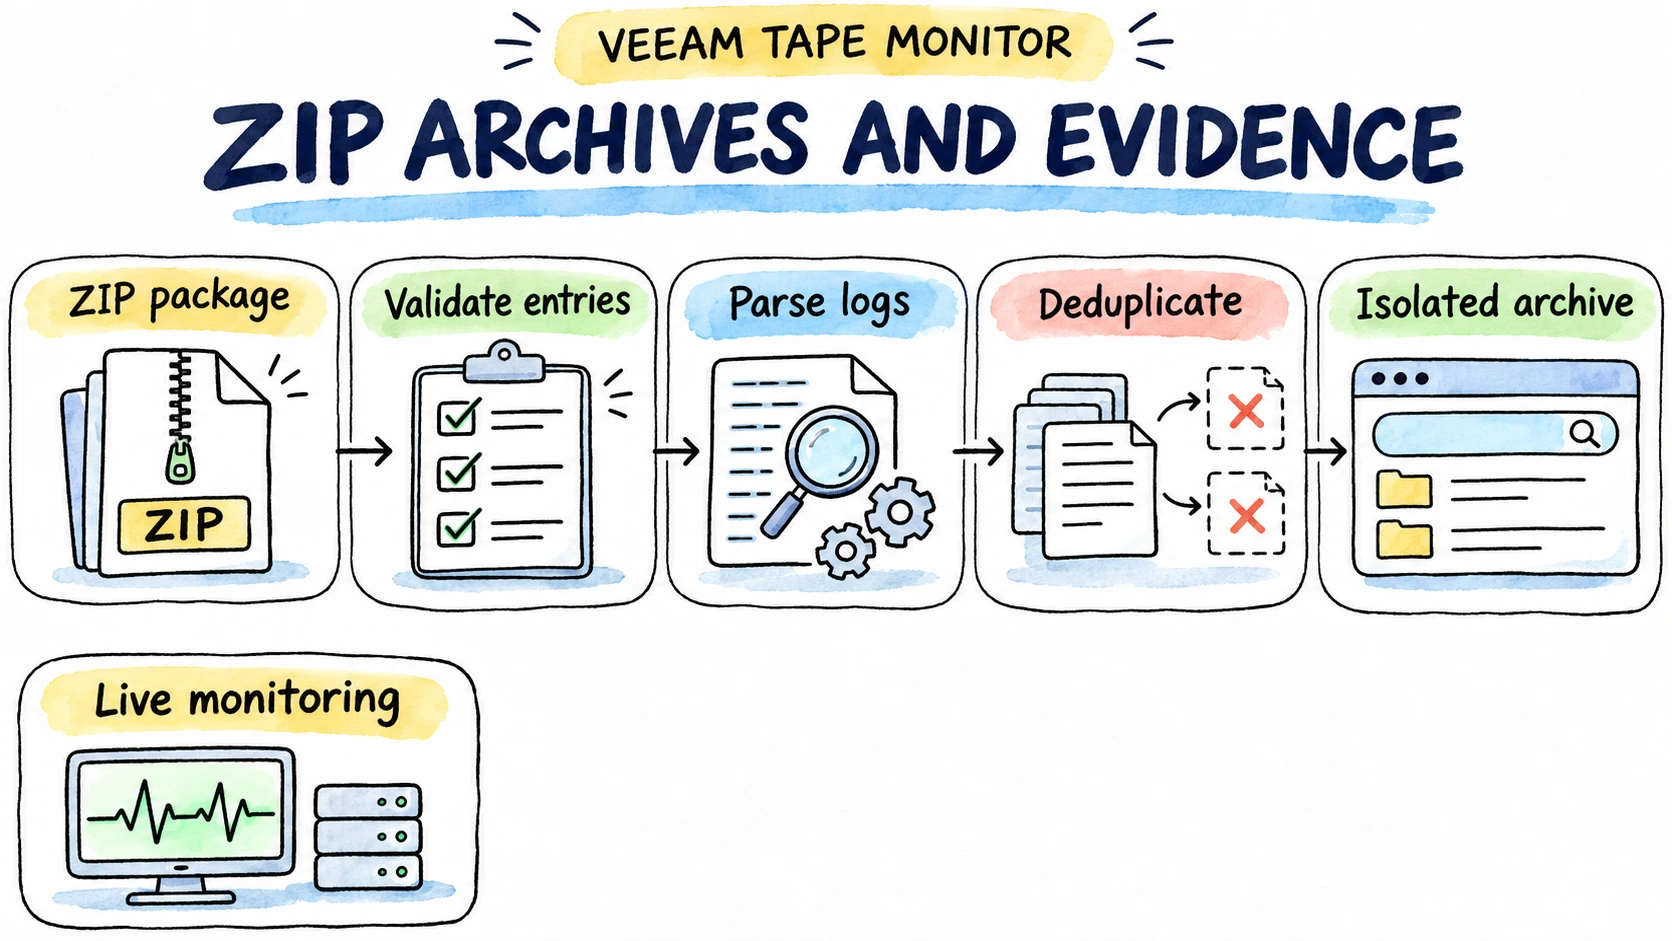 VEEAM TAPE MONITOR
ZIP ARCHIVES AND EVIDENCE
ZIP package
Validate entries
Parse logs
Deduplicate
Isolated archive
ZIP
Live monitoring